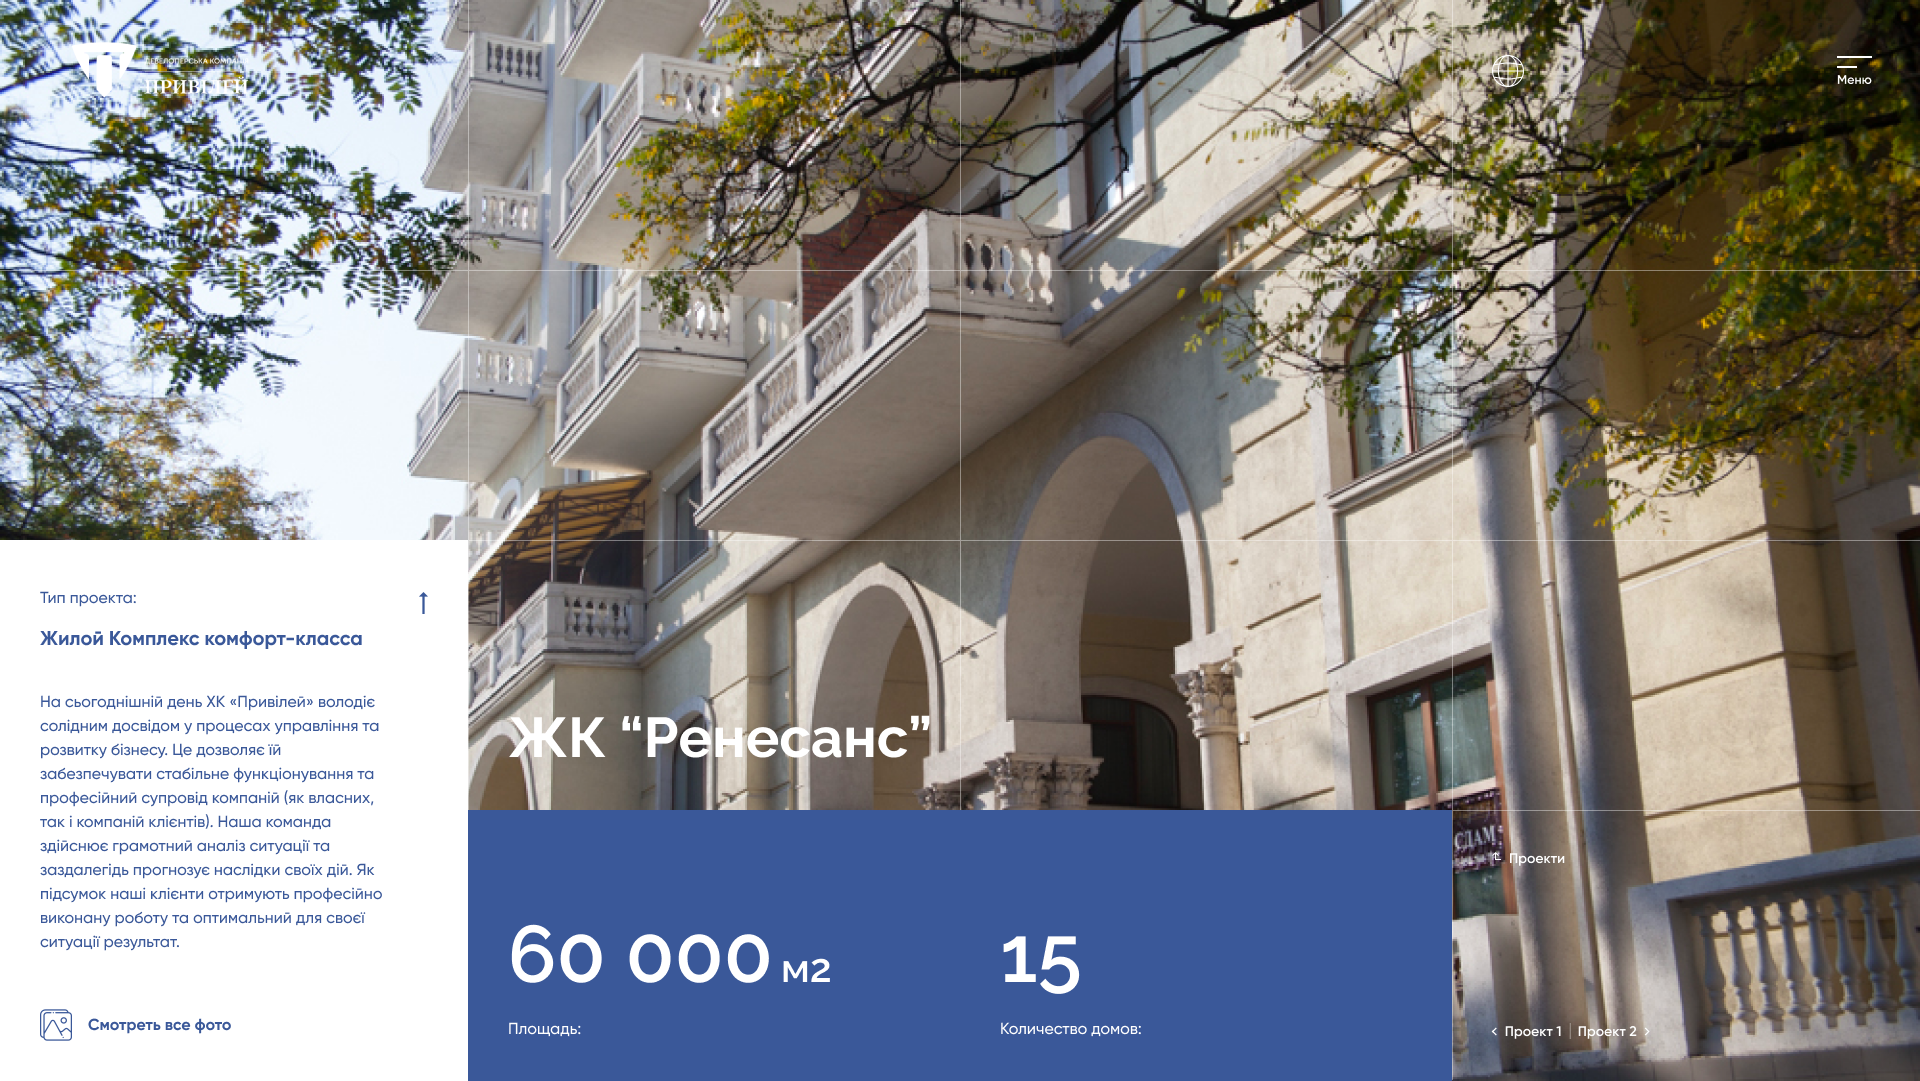 ДЕВЕЛОПЕРСЬКА КОМПАНІЯ
ПРИВІЛЕЙ
Меню
Тип проекта:
Жилой Комплекс комфорт-класса
На сьогоднішній день ХК «Привілей» володіє
солідним досвідом у процесах управління та
розвитку бізнесу. Це дозволяє їй
забезпечувати стабільне функціонування та
професійний супровід компаній (як власних,
так і компаній клієнтів). Наша команда
здійснює грамотний аналіз ситуації та
заздалегідь прогнозує наслідки своїх дій. Як
підсумок наші клієнти отримують професійно
виконану роботу та оптимальний для своєї
ситуації результат.
Смотреть все фото
ЖК “Ренесанс”
60 000 м2
Площадь:
15
Количество домов:
СДАМ
Проекти
Проект 1 | Проект 2